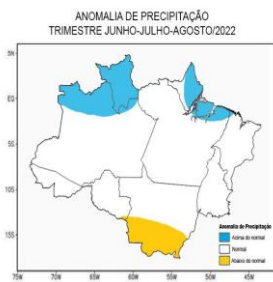 ANOMALIA DE PRECIPITAÇÃO
TRIMESTRE JUNHO-JULHO-AGOSTO/2022
5N
EQ
5S
10S
15S
Anomalia de Precipitação
Acima do normal
Normal
Abaixo do normal
75W 70W 65W 60W 55W 50W 45W